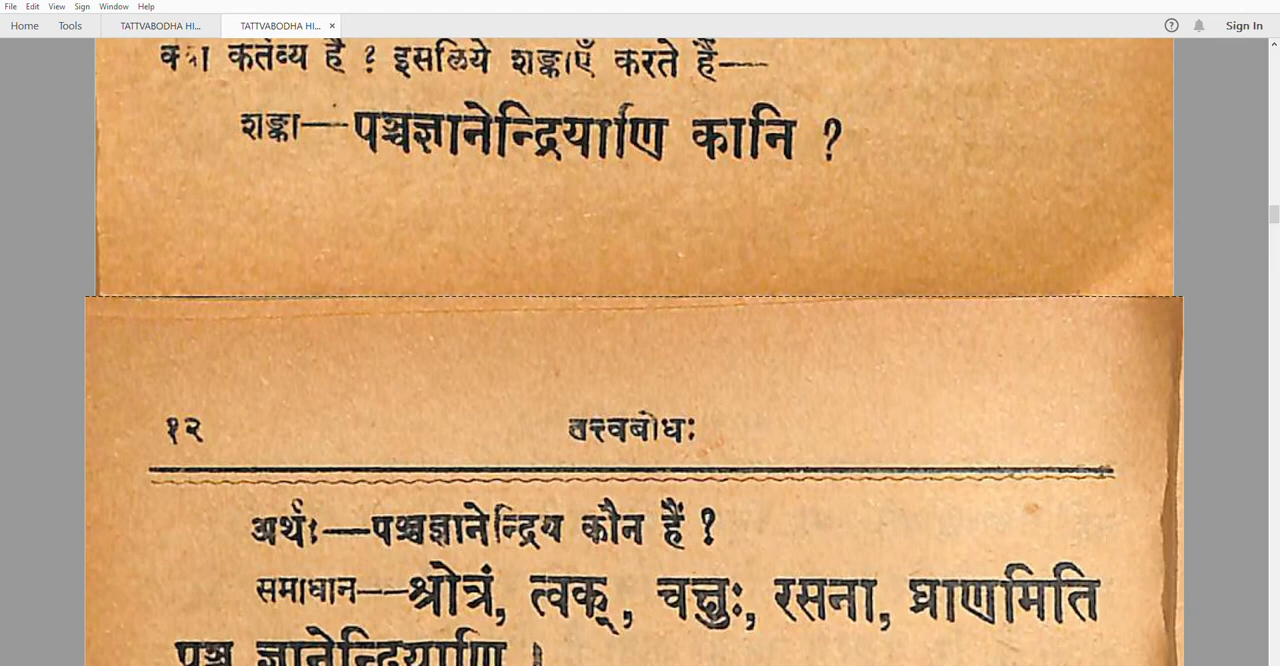 File Edit View Sign Window Help
Home Tools TATTVABODHA HI... TATTVABODHA HI... × Sign In
क्या कर्तव्य है ? इसलिये शङ्काएँ करते हैं—
शङ्का—पञ्चज्ञानेन्द्रियाणि कानि ?
१२ तत्त्वबोधः
अर्थः—पञ्चज्ञानेन्द्रिय कौन हैं ?
समाधान—श्रोत्रं, त्वक्, चक्षुः, रसना, घ्राणमिति
पञ्च ज्ञानेन्द्रियाणि ।